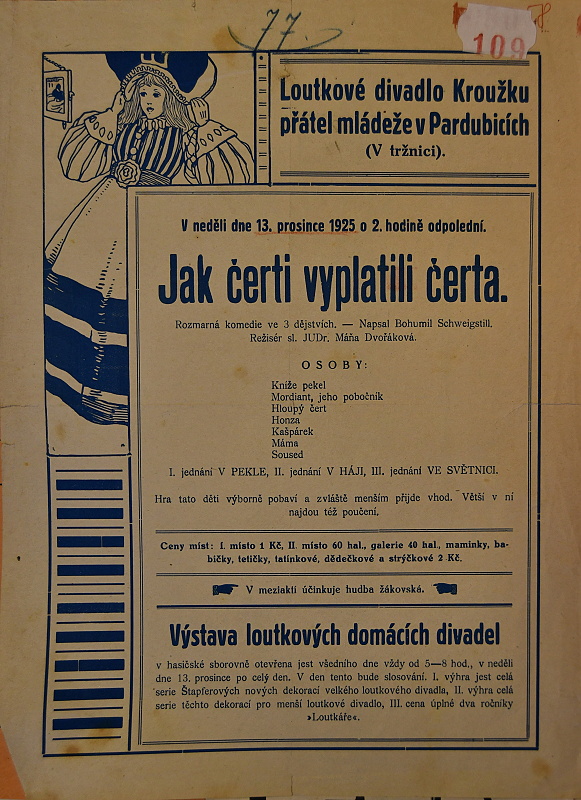 77.
109
Loutkové divadlo Kroužku
přátel mládeže v Pardubicích
(V tržnici).
V neděli dne 13. prosince 1925 o 2. hodině odpolední.
Jak čerti vyplatili čerta.
Rozmarná komedie ve 3 dějstvích. — Napsal Bohumil Schweigstill.
Režisér sl. JUDr. Máňa Dvořáková.
OSOBY:
Kníže pekel
Mordiant, jeho pobočník
Hloupý čert
Honza
Kašpárek
Máma
Soused
I. jednání V PEKLE, II. jednání V HÁJI, III. jednání VE SVĚTNICI.
Hra tato děti výborně pobaví a zvláště menším přijde vhod. Větší v ní
najdou též poučení.
Ceny míst: I. místo 1 Kč, II. místo 60 hal., galerie 40 hal., maminky, ba-
bičky, tetičky, tatínkové, dědečkové a strýčkové 2 Kč.
V meziaktí účinkuje hudba žákovská.
Výstava loutkových domácích divadel
v hasičské sborovně otevřena jest všedního dne vždy od 5—8 hod., v neděli
dne 13. prosince po celý den. V den tento bude slosování. I. výhra jest celá
serie Štapferových nových dekorací velkého loutkového divadla, II. výhra celá
serie těchto dekorací pro menší loutkové divadlo, III. cena úplné dva ročníky
»Loutkáře«.